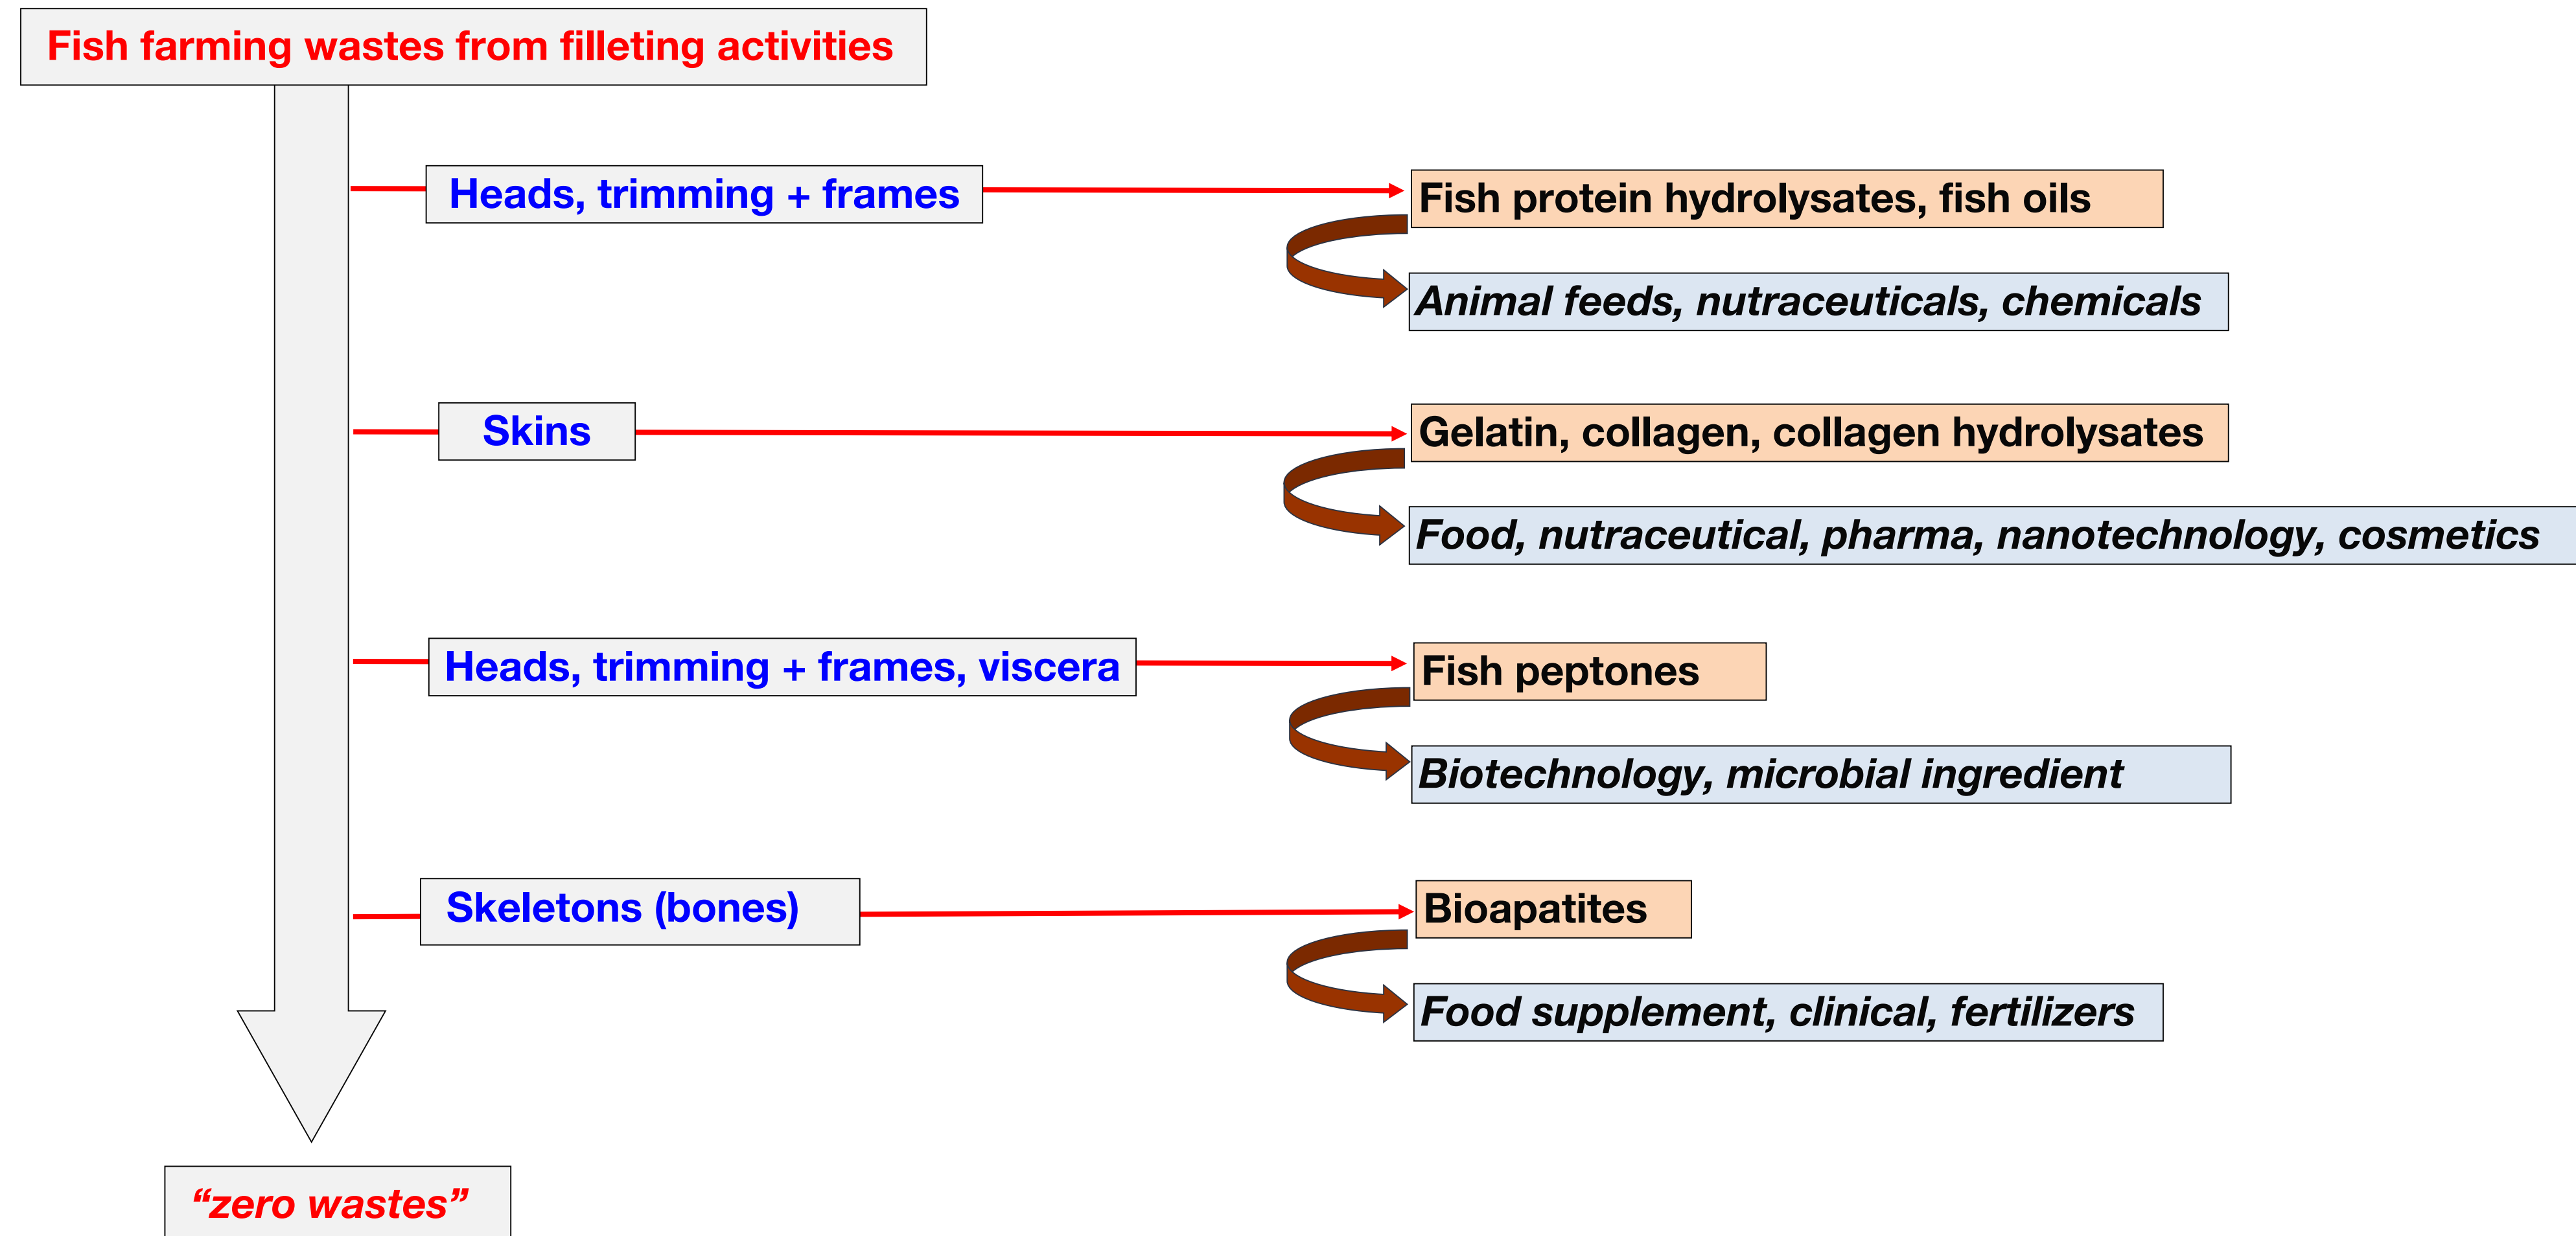 Fish farming wastes from filleting activities
Heads, trimming + frames
Fish protein hydrolysates, fish oils
Animal feeds, nutraceuticals, chemicals
Skins
Gelatin, collagen, collagen hydrolysates
Food, nutraceutical, pharma, nanotechnology, cosmetics
Heads, trimming + frames, viscera
Fish peptones
Biotechnology, microbial ingredient
Skeletons (bones)
Bioapatites
Food supplement, clinical, fertilizers
“zero wastes”